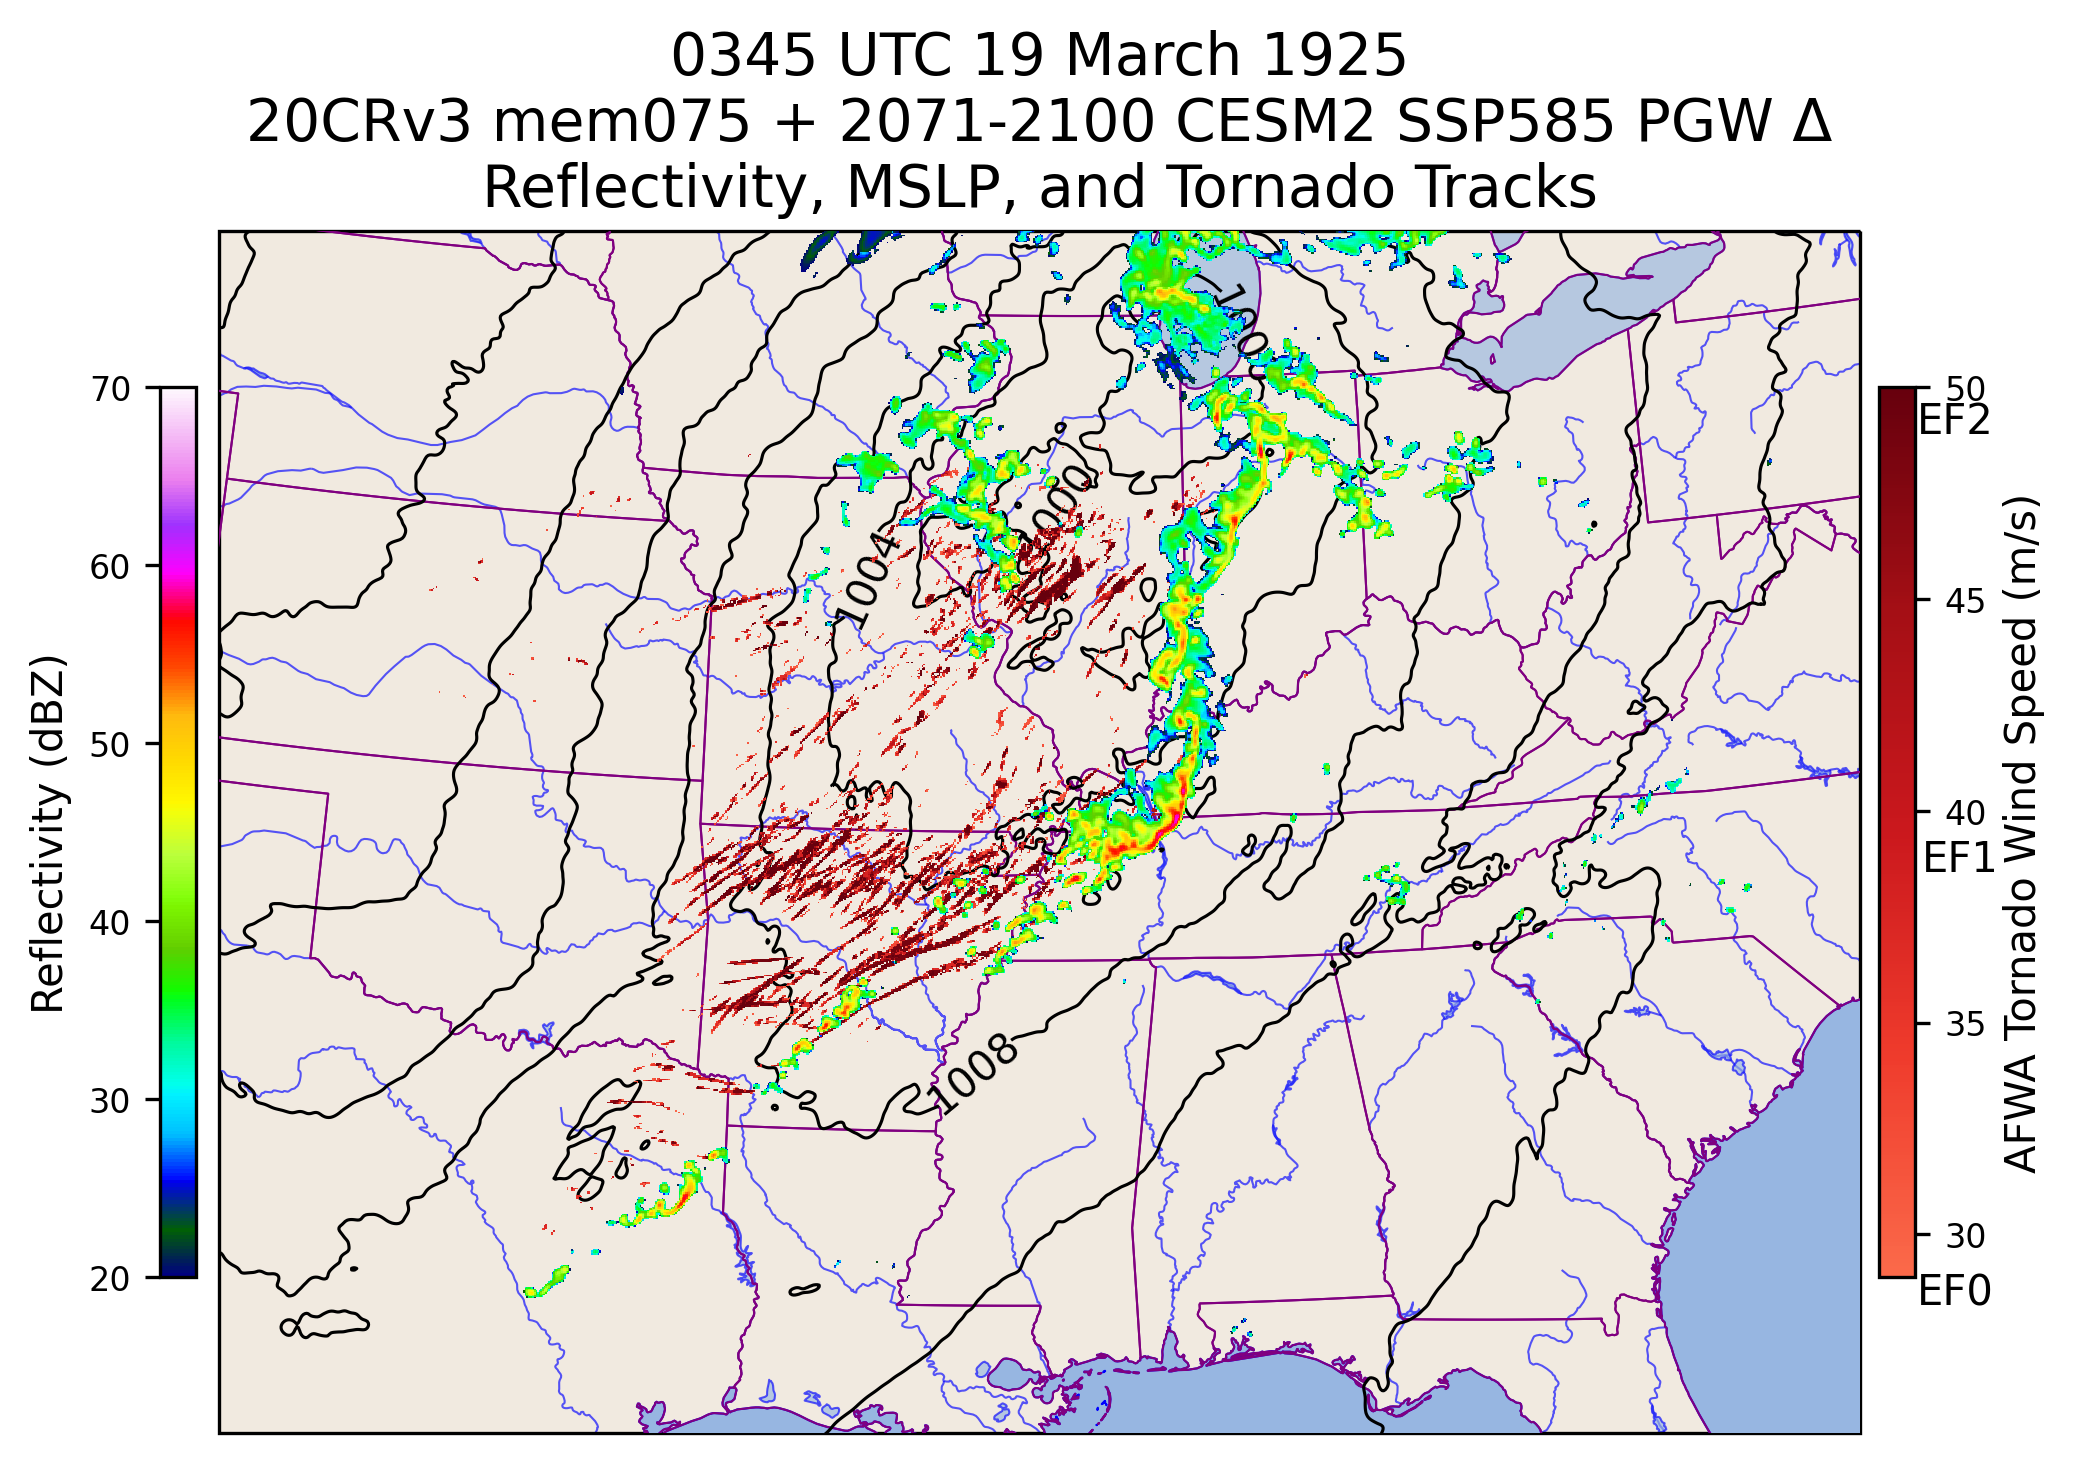 0345 UTC 19 March 1925
20CRv3 mem075 + 2071-2100 CESM2 SSP585 PGW Δ
Reflectivity, MSLP, and Tornado Tracks
Reflectivity (dBZ)
70
60
50
40
30
20
1004
1000
1008
50
EF2
45
40
EF1
35
30
EF0
AFWA Tornado Wind Speed (m/s)